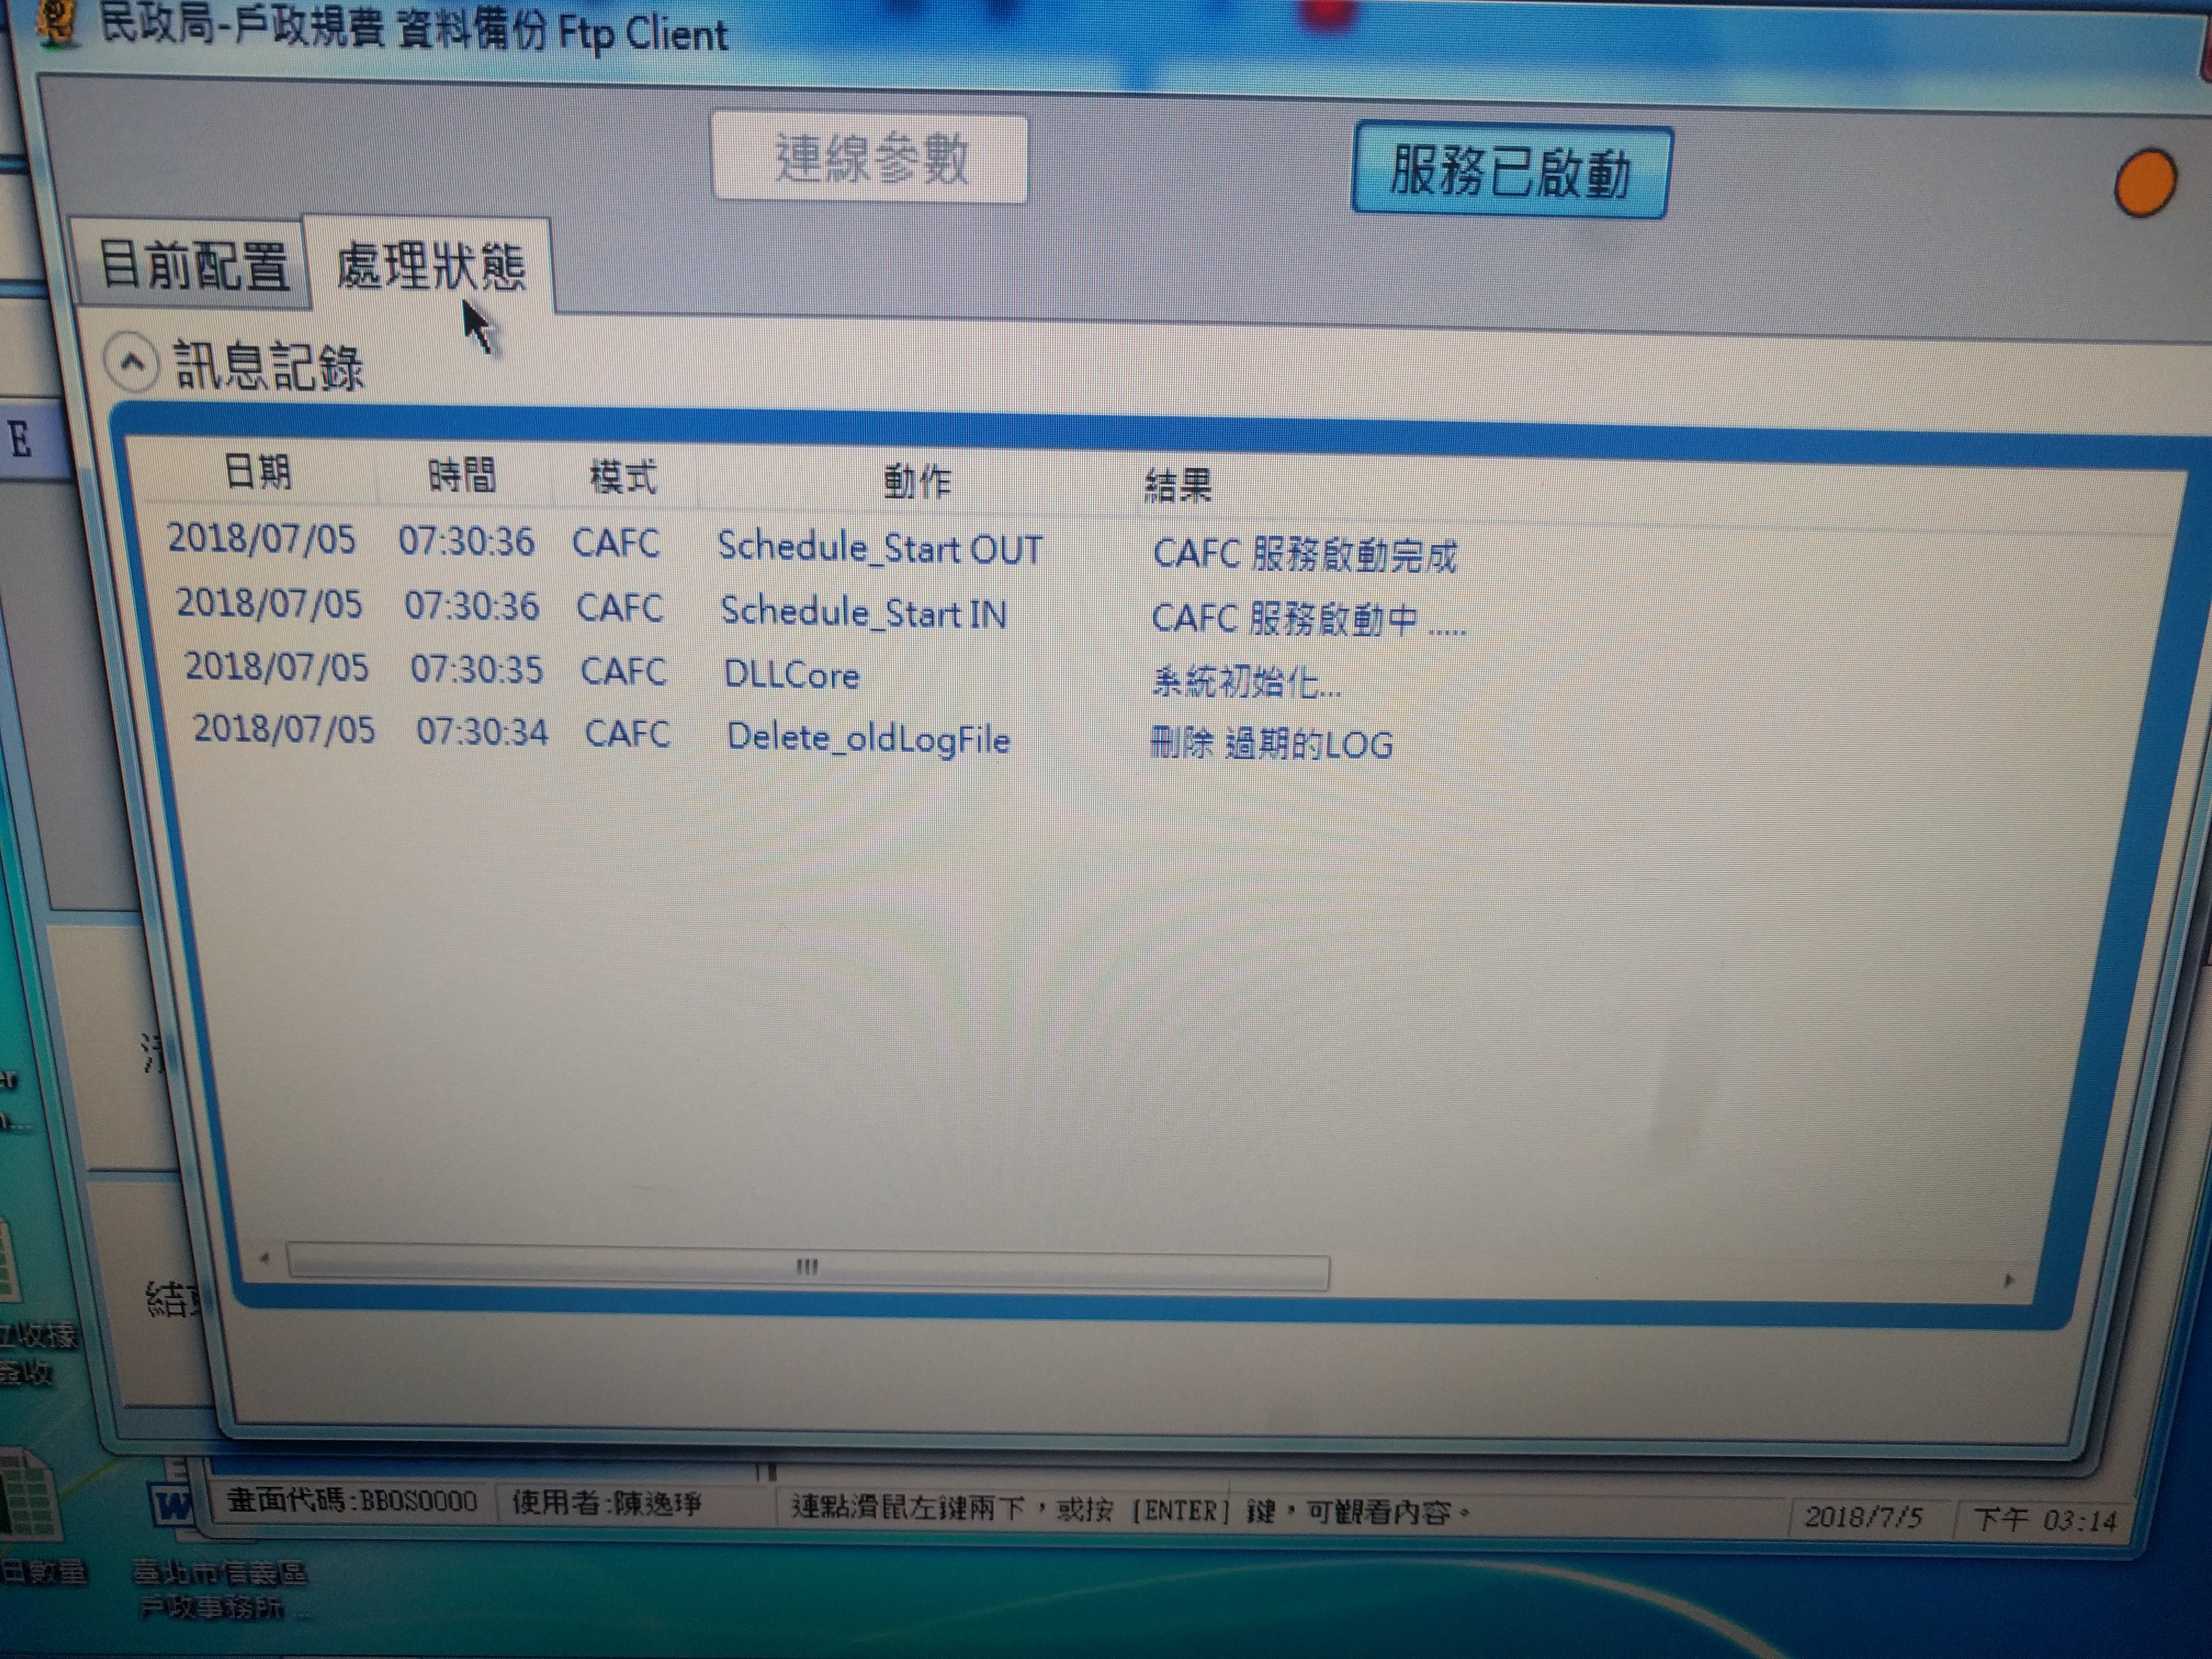 民政局-戶政規費 資料備份 Ftp Client
連線參數
服務已啟動
目前配置
處理狀態
訊息記錄
E
日期 時間 模式 動作 結果
2018/07/05 07:30:36 CAFC Schedule_Start OUT CAFC 服務啟動完成
2018/07/05 07:30:36 CAFC Schedule_Start IN CAFC 服務啟動中 .....
2018/07/05 07:30:35 CAFC DLLCore 系統初始化...
2018/07/05 07:30:34 CAFC Delete_oldLogFile 刪除 過期的LOG
結
收據
簽收
畫面代碼:BBOS0000 使用者:陳逸琤 連點滑鼠左鍵兩下，或按 [ENTER] 鍵，可觀看內容。 2018/7/5 下午 03:14
日數量
臺北市信義區
戶政事務所 ...